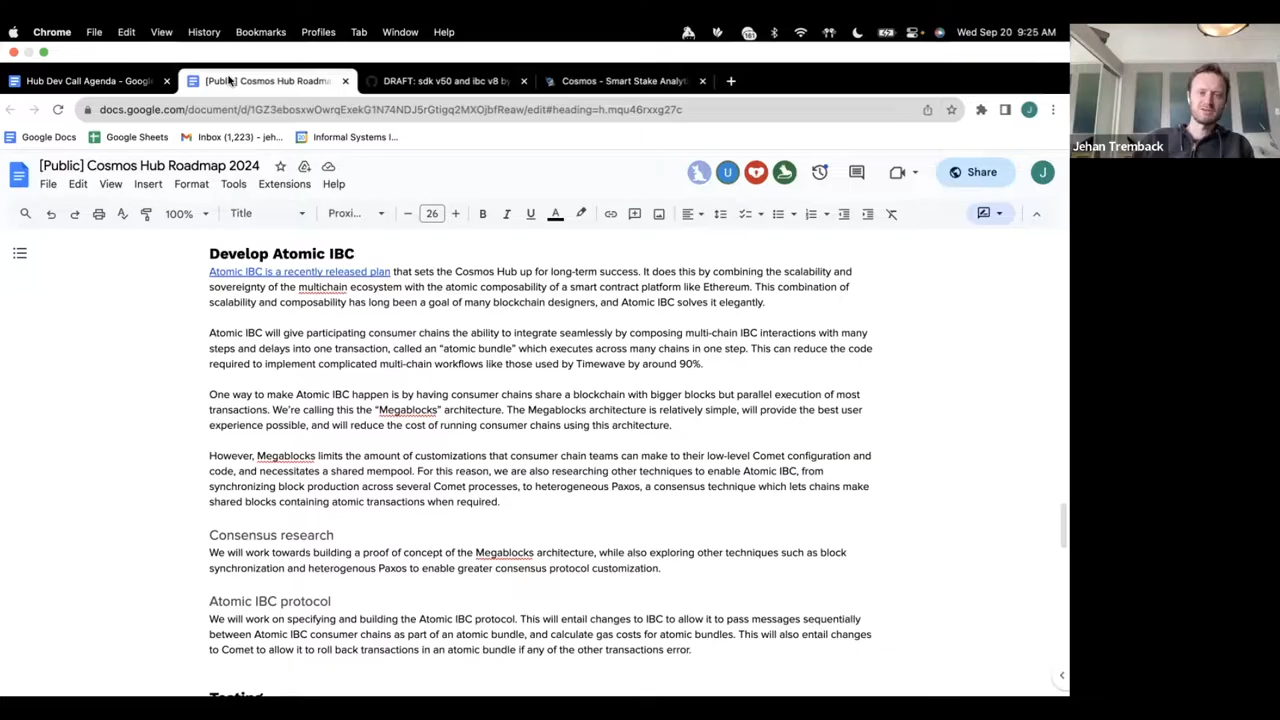 Chrome File Edit View History Bookmarks Profiles Tab Window Help
Wed Sep 20 9:25 AM
Hub Dev Call Agenda - Google
[Public] Cosmos Hub Roadma
DRAFT: sdk v50 and ibc v8 by
Cosmos - Smart Stake Analyti
docs.google.com/document/d/1GZ3ebosxwOwrqExekG1N74NDJ5rGtigq2MXOjbfReaw/edit#heading=h.mqu46rxxg27c
Google Docs Google Sheets Inbox (1,223) - jeh... Informal Systems I...
Jehan Tremback
[Public] Cosmos Hub Roadmap 2024
Share
J
U
File Edit View Insert Format Data Tools Extensions Help
100% Title Proxi... 26 B I U A
Develop Atomic IBC
Atomic IBC is a recently released plan that sets the Cosmos Hub up for long-term success. It does this by combining the scalability and
sovereignty of the multichain ecosystem with the atomic composability of a smart contract platform like Ethereum. This combination of
scalability and composability has long been a goal of many blockchain designers, and Atomic IBC solves it elegantly.
Atomic IBC will give participating consumer chains the ability to integrate seamlessly by composing multi-chain IBC interactions with many
steps and delays into one transaction, called an “atomic bundle” which executes across many chains in one step. This can reduce the code
required to implement complicated multi-chain workflows like those used by Timewave by around 90%.
One way to make Atomic IBC happen is by having consumer chains share a blockchain with bigger blocks but parallel execution of most
transactions. We’re calling this the “Megablocks” architecture. The Megablocks architecture is relatively simple, will provide the best user
experience possible, and will reduce the cost of running consumer chains using this architecture.
However, Megablocks limits the amount of customizations that consumer chain teams can make to their low-level Comet configuration and
code, and necessitates a shared mempool. For this reason, we are also researching other techniques to enable Atomic IBC, from
synchronizing block production across several Comet processes, to heterogeneous Paxos, a consensus technique which lets chains make
shared blocks containing atomic transactions when required.
Consensus research
We will work towards building a proof of concept of the Megablocks architecture, while also exploring other techniques such as block
synchronization and heterogenous Paxos to enable greater consensus protocol customization.
Atomic IBC protocol
We will work on specifying and building the Atomic IBC protocol. This will entail changes to IBC to allow it to pass messages sequentially
between Atomic IBC consumer chains as part of an atomic bundle, and calculate gas costs for atomic bundles. This will also entail changes
to Comet to allow it to roll back transactions in an atomic bundle if any of the other transactions error.
Testing